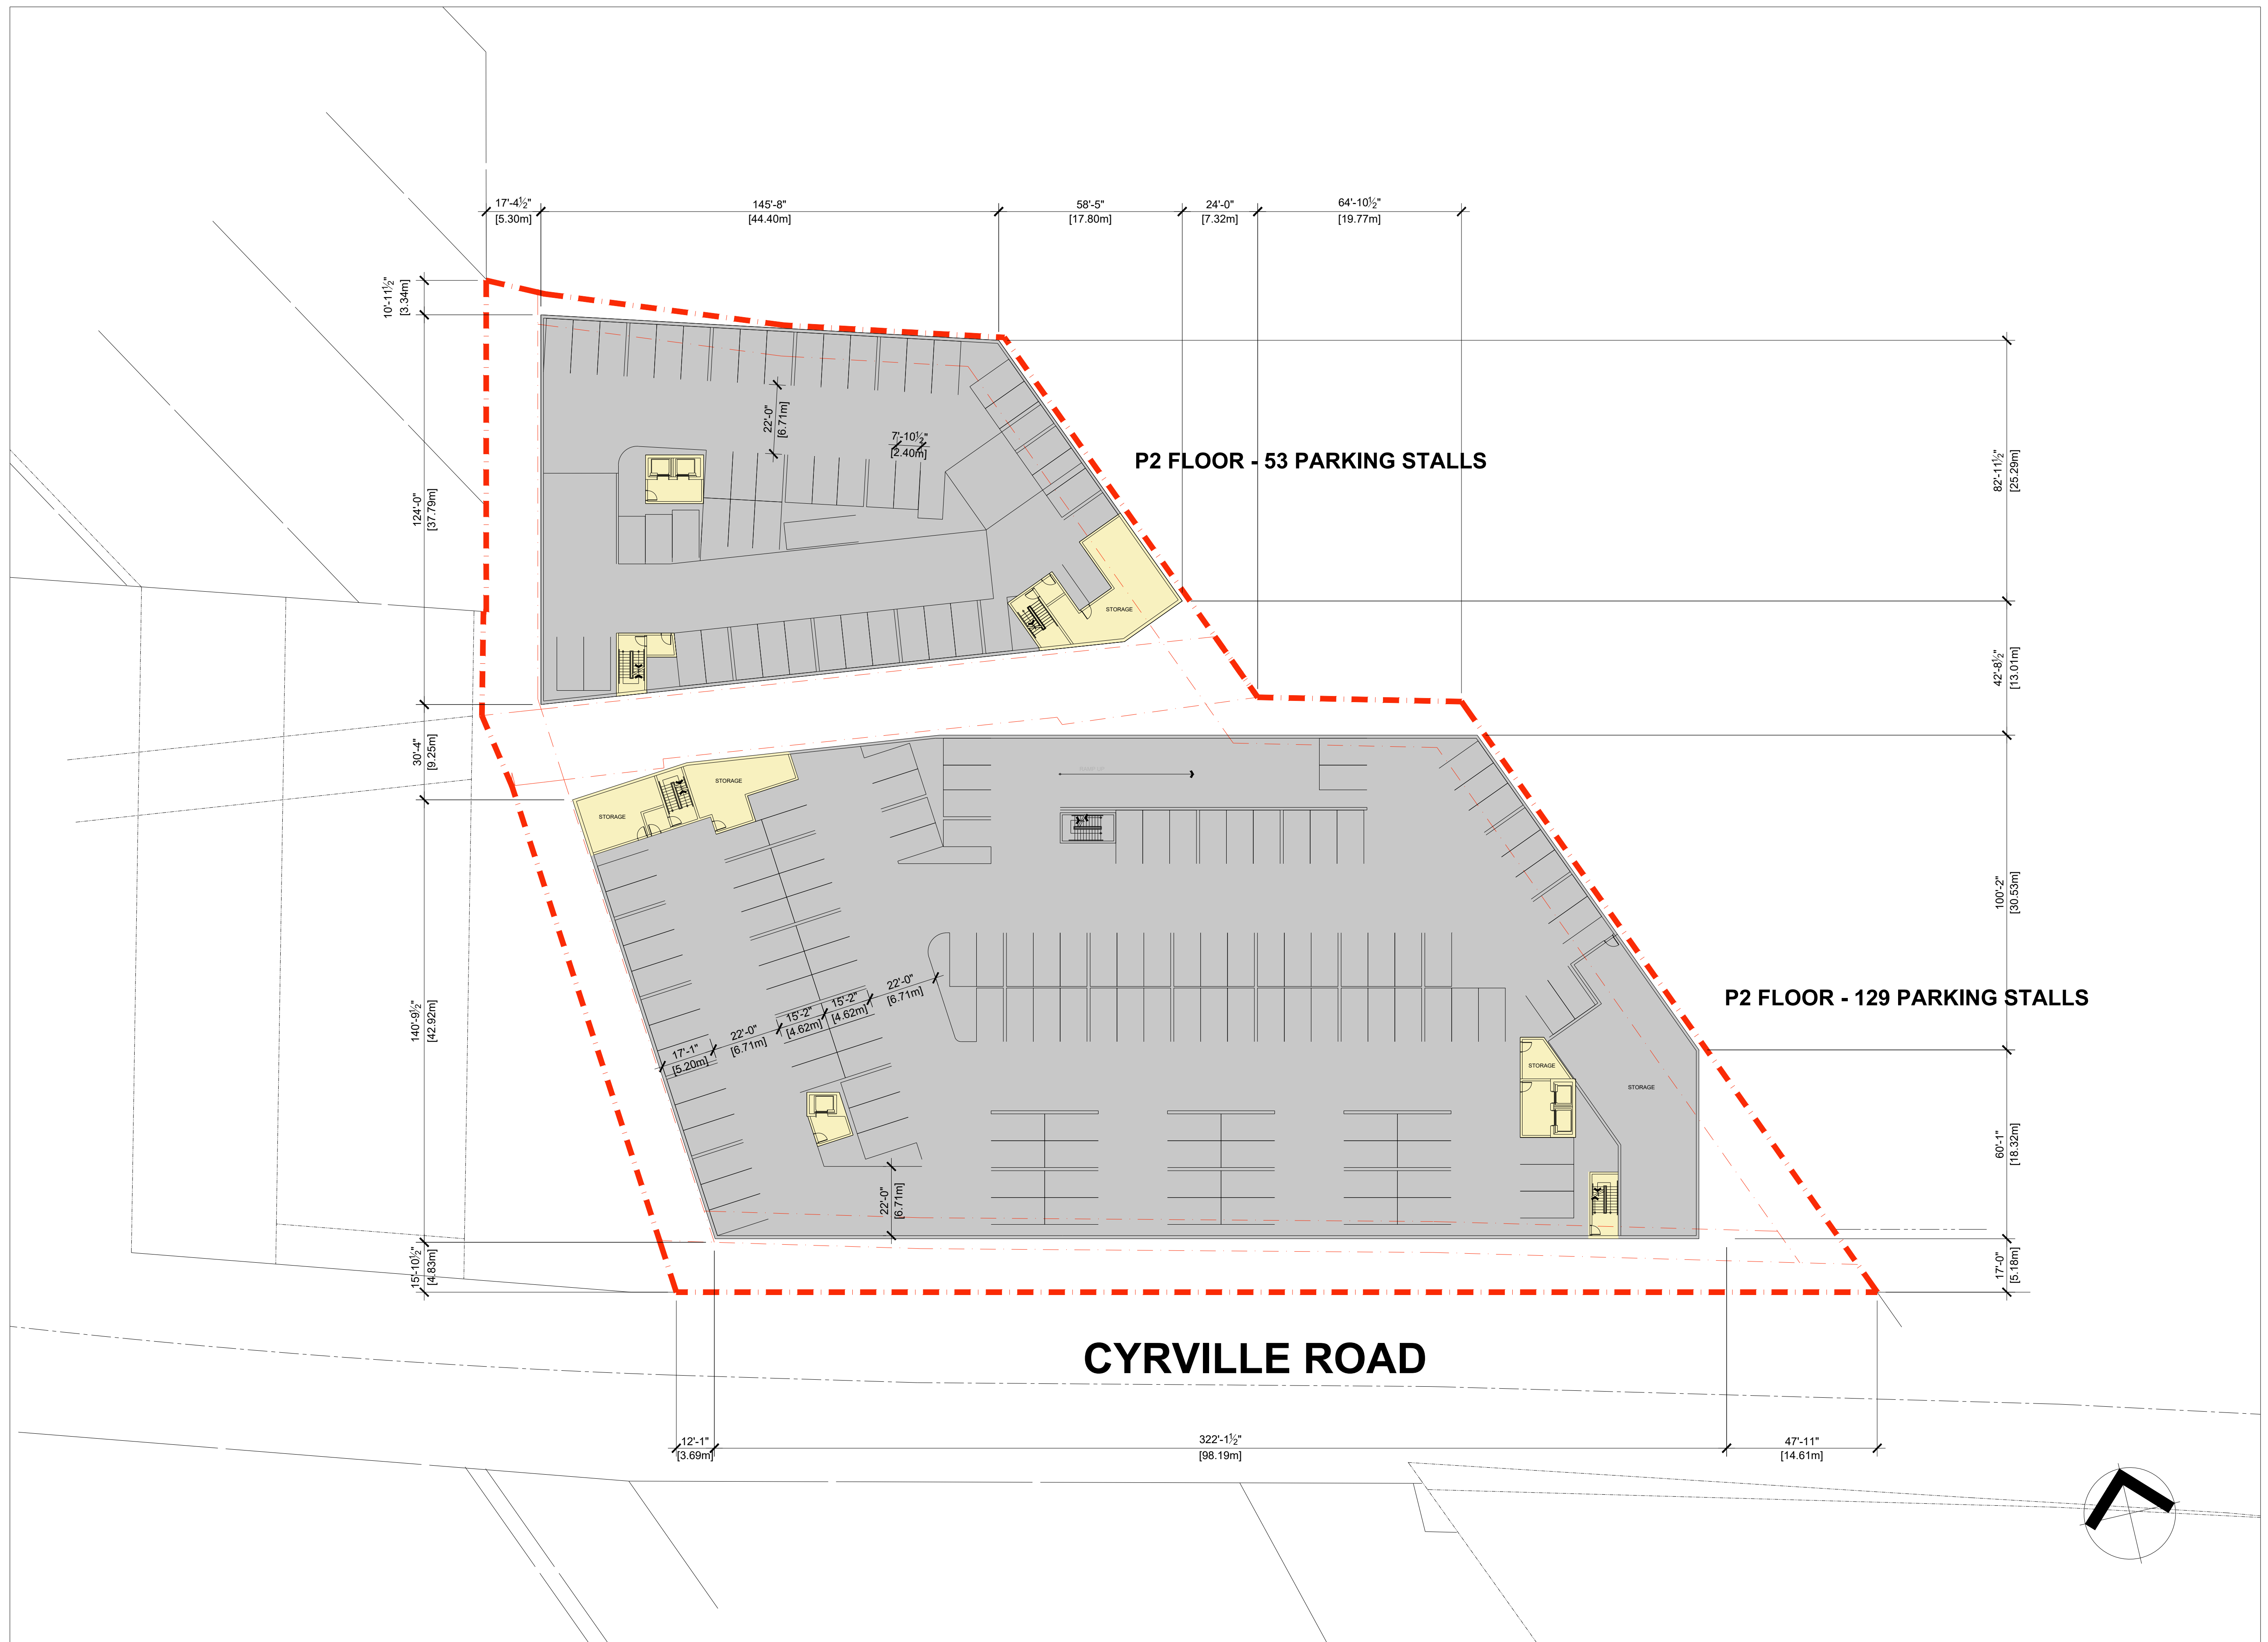 17'-4½"
[5.30m]
145'-8"
[44.40m]
58'-5"
[17.80m]
24'-0"
[7.32m]
64'-10½"
[19.77m]
10'-11½"
[3.34m]
124'-0"
[37.79m]
30'-4"
[9.25m]
140'-9½"
[42.92m]
15'-10½"
[4.83m]
22'-0"
[6.71m]
7'-10½"
[2.40m]
P2 FLOOR - 53 PARKING STALLS
STORAGE
82'-11½"
[25.29m]
42'-8½"
[13.01m]
100'-2"
[30.53m]
60'-1"
[18.32m]
17'-0"
[5.18m]
STORAGE
STORAGE
17'-1"
[5.20m]
22'-0"
[6.71m]
15'-2"
[4.62m]
15'-2"
[4.62m]
22'-0"
[6.71m]
P2 FLOOR - 129 PARKING STALLS
STORAGE
STORAGE
22'-0"
[6.71m]
CYRVILLE ROAD
12'-1"
[3.69m]
322'-1½"
[98.19m]
47'-11"
[14.61m]